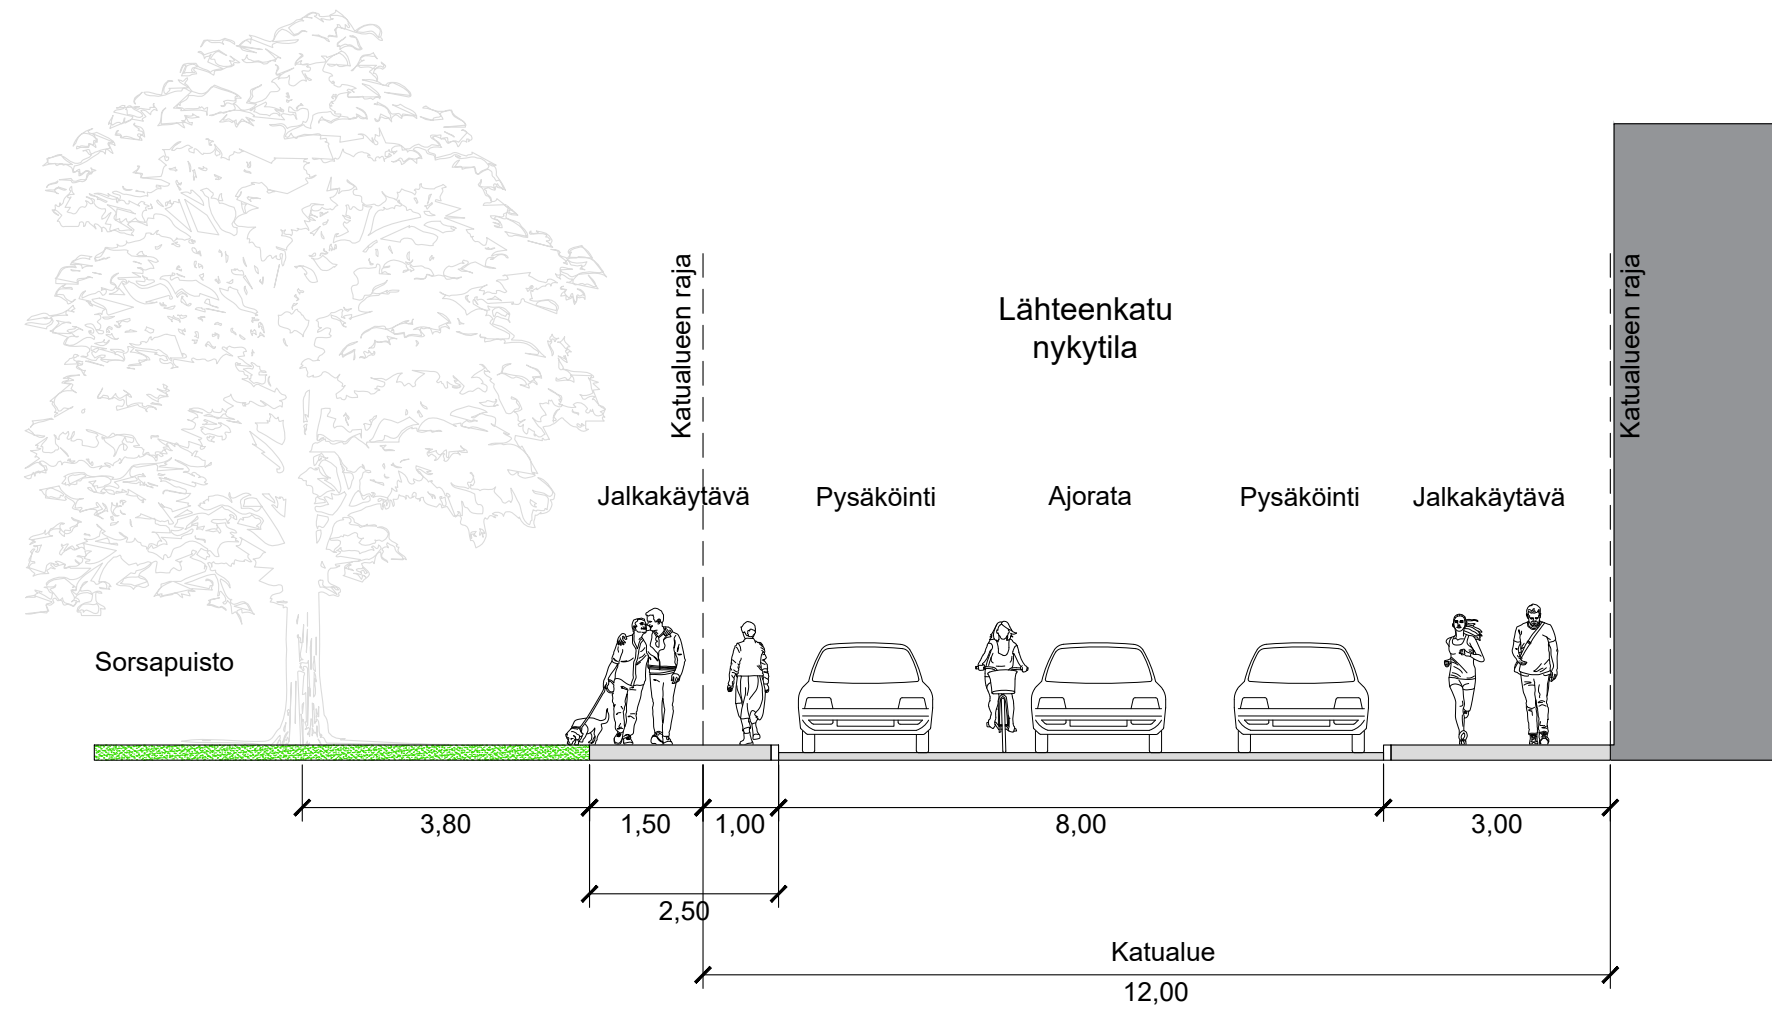 Katualueen raja
Katualueen raja
Lähteenkatu
nykytila
Jalkakäytävä
Pysäköinti
Ajorata
Pysäköinti
Jalkakäytävä
Sorsapuisto
3,80
1,50
1,00
8,00
3,00
2,50
Katualue
12,00